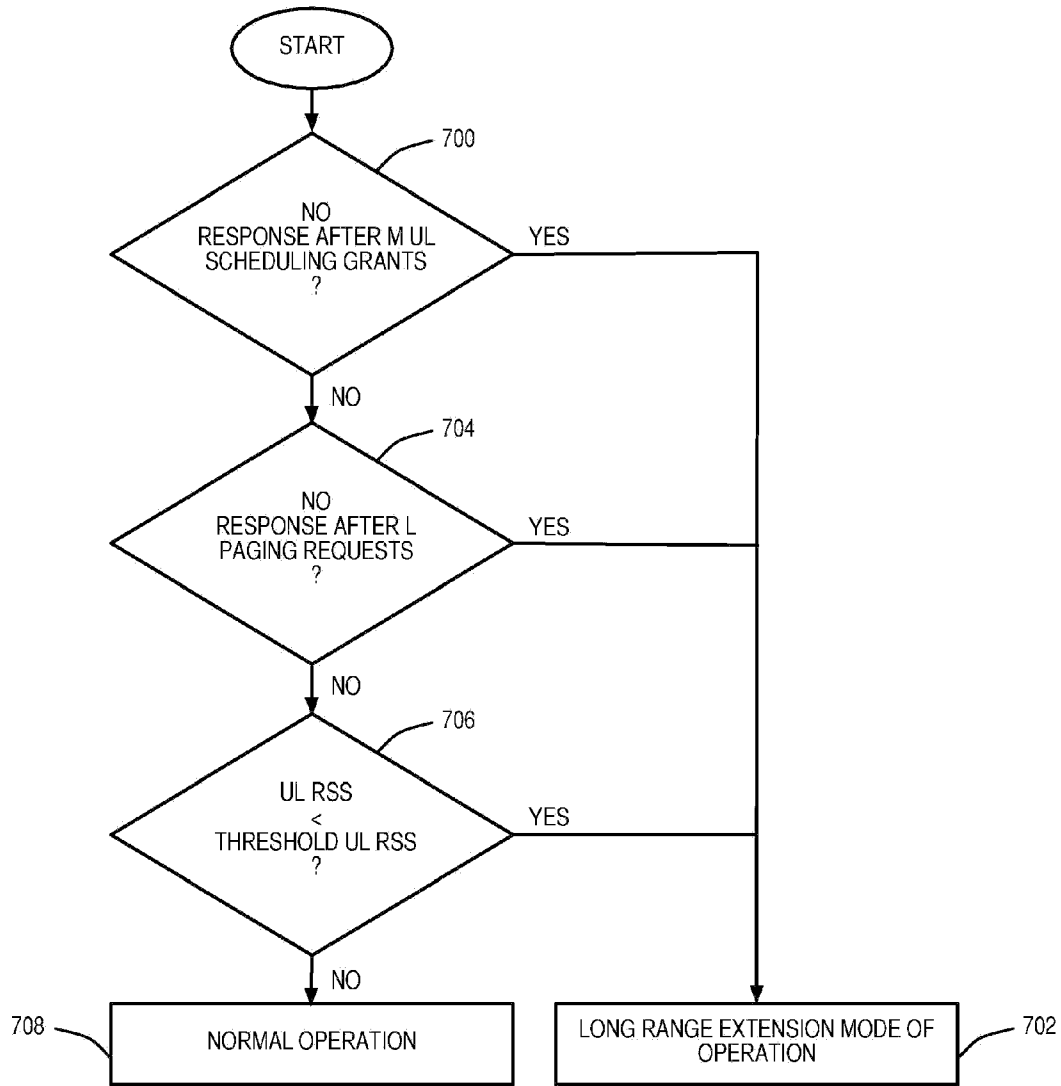 START
700
NO
RESPONSE AFTER M UL
SCHEDULING GRANTS
?
YES
NO
704
NO
RESPONSE AFTER L
PAGING REQUESTS
?
YES
NO
706
UL RSS
<
THRESHOLD UL RSS
?
YES
NO
708
NORMAL OPERATION
LONG RANGE EXTENSION MODE OF
OPERATION
702